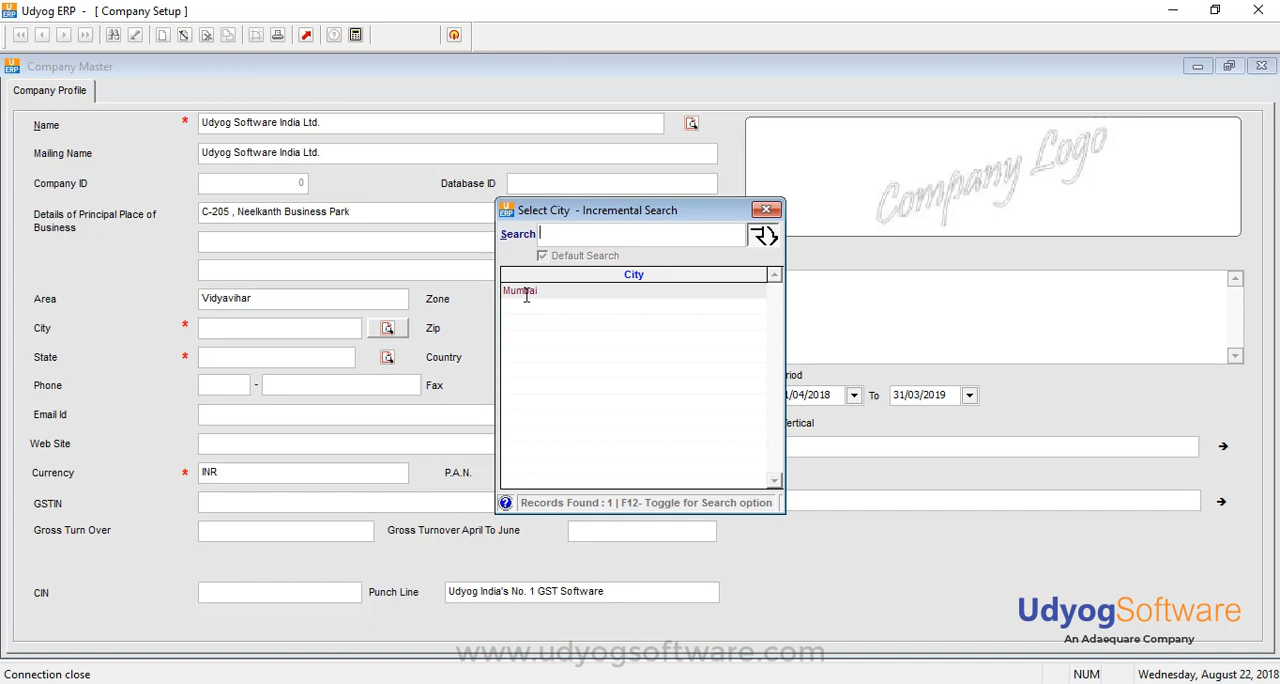 Udyog ERP - [ Company Setup ]
Company Master
Company Profile
Name * Udyog Software India Ltd.
Company Logo
Mailing Name Udyog Software India Ltd.
Company ID 0 Database ID
Details of Principal Place of Business C-205 , Neelkanth Business Park
Select City - Incremental Search
Search
Default Search
City
Mumbai
Records Found : 1 | F12- Toggle for Search option
Area Vidyavihar Zone
City * Zip
State * Country
Phone - Fax
Email Id
Web Site
Currency * INR P.A.N.
GSTIN
Gross Turn Over Gross Turnover April To June
CIN Punch Line Udyog India's No. 1 GST Software
/04/2018 To 31/03/2019
UdyogSoftware
An Adaequare Company
www.udyogsoftware.com
Connection close NUM Wednesday, August 22, 2018